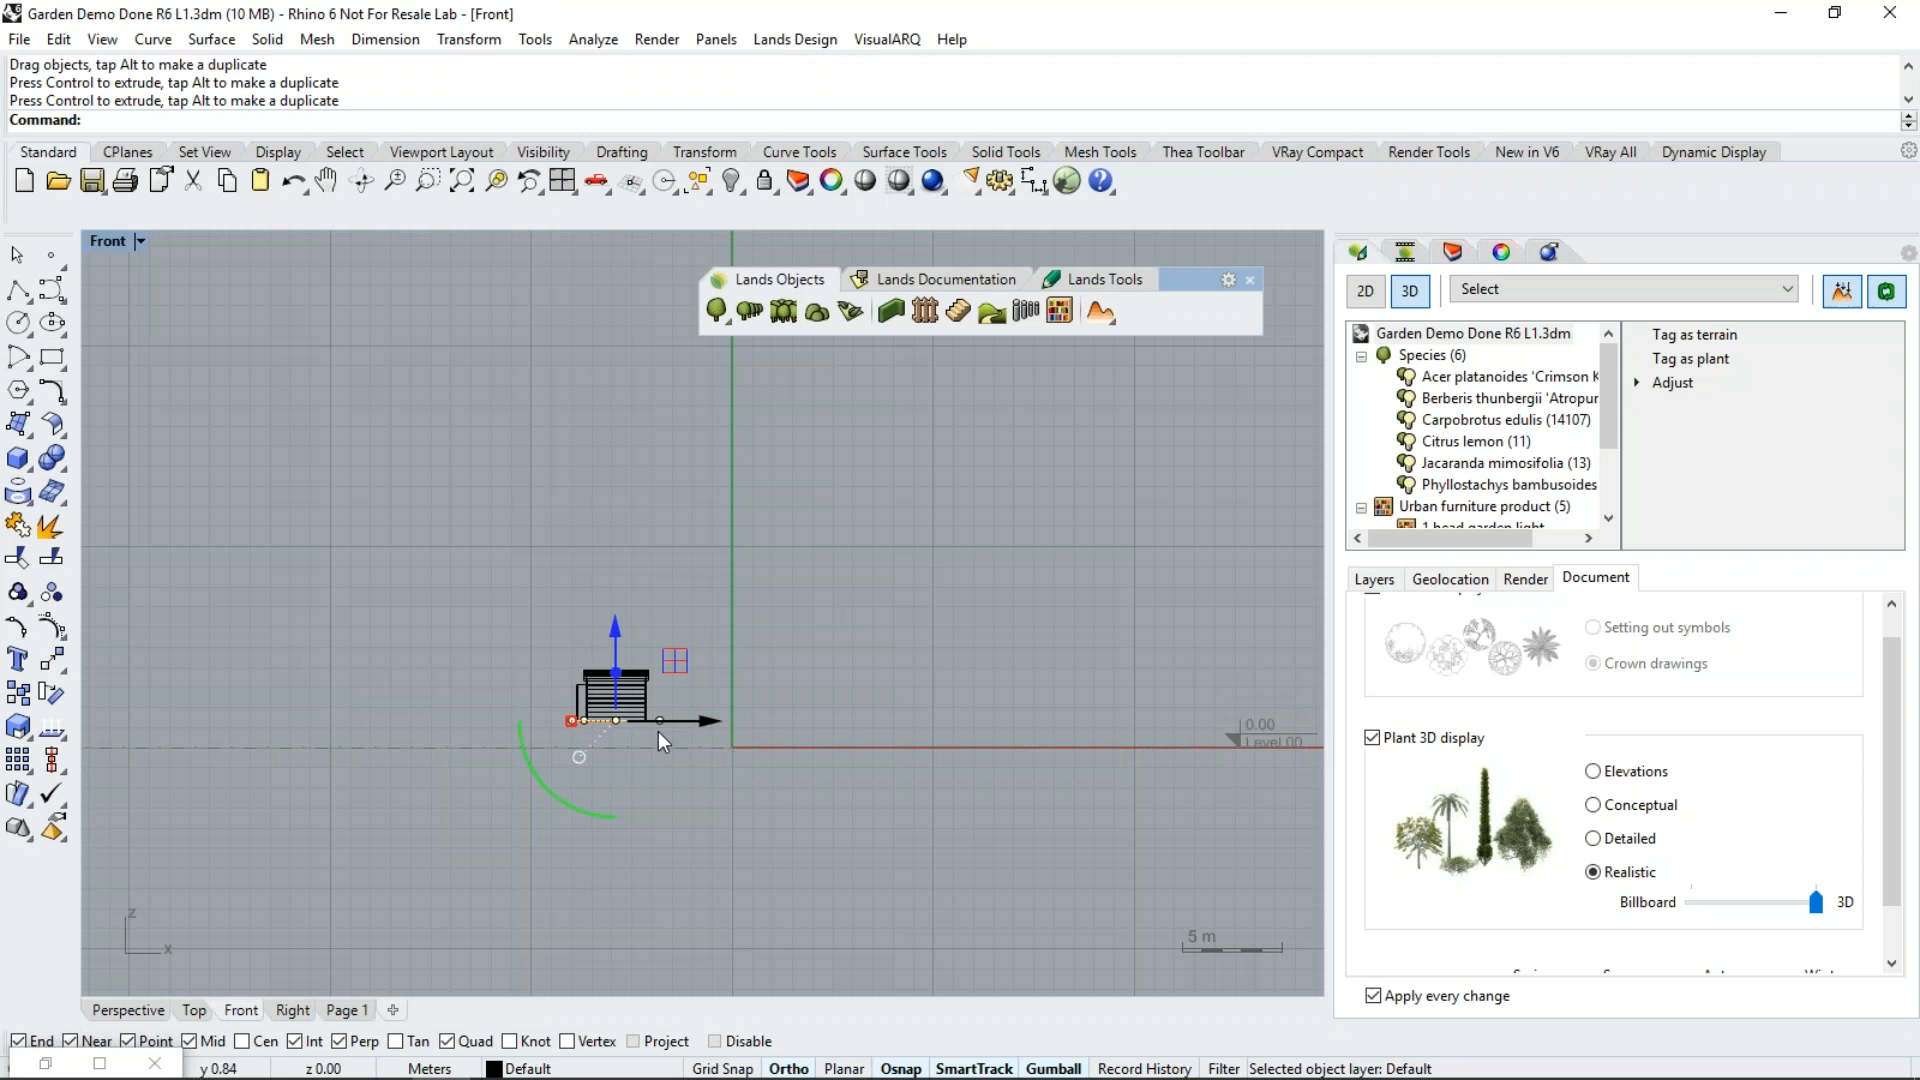 Garden Demo Done R6 L1.3dm (10 MB) - Rhino 6 Not For Resale Lab - [Front]
File Edit View Curve Surface Solid Mesh Dimension Transform Tools Analyze Render Panels Lands Design VisualARQ Help
Drag objects, tap Alt to make a duplicate
Press Control to extrude, tap Alt to make a duplicate
Press Control to extrude, tap Alt to make a duplicate
Command:
Standard CPlanes Set View Display Select Viewport Layout Visibility Drafting Transform Curve Tools Surface Tools Solid Tools Mesh Tools Thea Toolbar VRay Compact Render Tools New in V6 VRay All Dynamic Display
Front
Lands Objects Lands Documentation Lands Tools
2D 3D Select
Garden Demo Done R6 L1.3dm
Species (6)
Acer platanoides 'Crimson K
Berberis thunbergii 'Atropur
Carpobrotus edulis (14107)
Citrus lemon (11)
Jacaranda mimosifolia (13)
Phyllostachys bambusoides
Urban furniture product (5)
1 head garden light
Tag as terrain
Tag as plant
Adjust
Layers Geolocation Render Document
Setting out symbols
Crown drawings
Plant 3D display
Elevations
Conceptual
Detailed
Realistic
Billboard 3D
Apply every change
0.00
Level 00
z
x
5 m
Perspective Top Front Right Page 1
End Near Point Mid Cen Int Perp Tan Quad Knot Vertex Project Disable
y 0.84 z 0.00 Meters Default Grid Snap Ortho Planar Osnap SmartTrack Gumball Record History Filter Selected object layer: Default